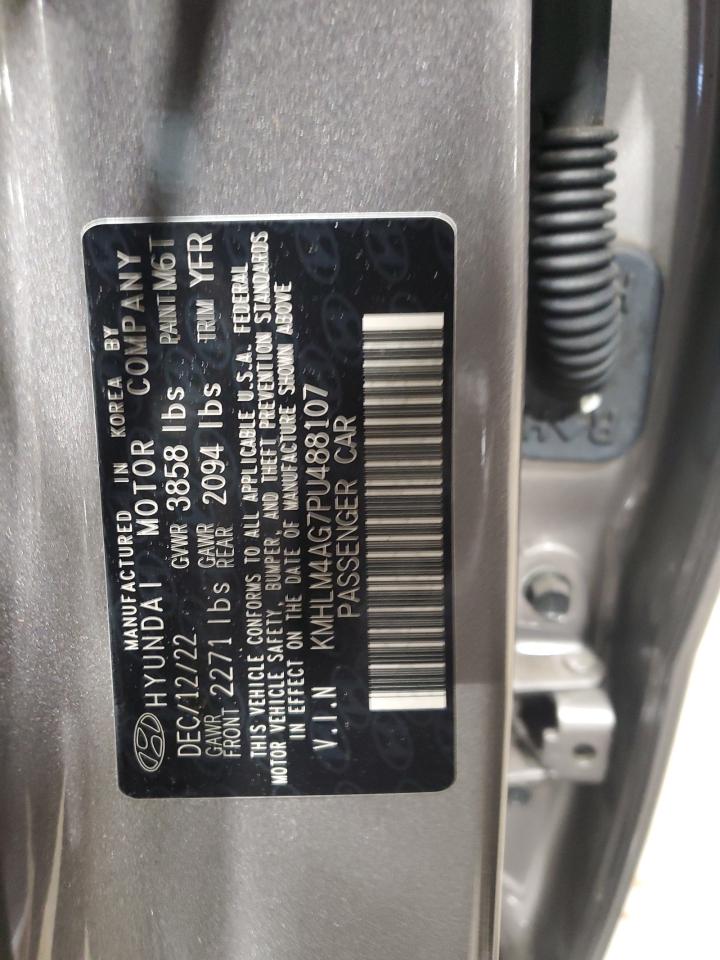 MANUFACTURED IN KOREA BY
HYUNDAI MOTOR COMPANY
DEC/12/22 GVWR 3858 lbs PAINT M6T
GAWR FRONT 2271 lbs GAWR REAR 2094 lbs TRIM YFR
THIS VEHICLE CONFORMS TO ALL APPLICABLE U.S.A. FEDERAL
MOTOR VEHICLE SAFETY, BUMPER, AND THEFT PREVENTION STANDARDS
IN EFFECT ON THE DATE OF MANUFACTURE SHOWN ABOVE
V.I.N KMHLM4AG7PU488107
PASSENGER CAR